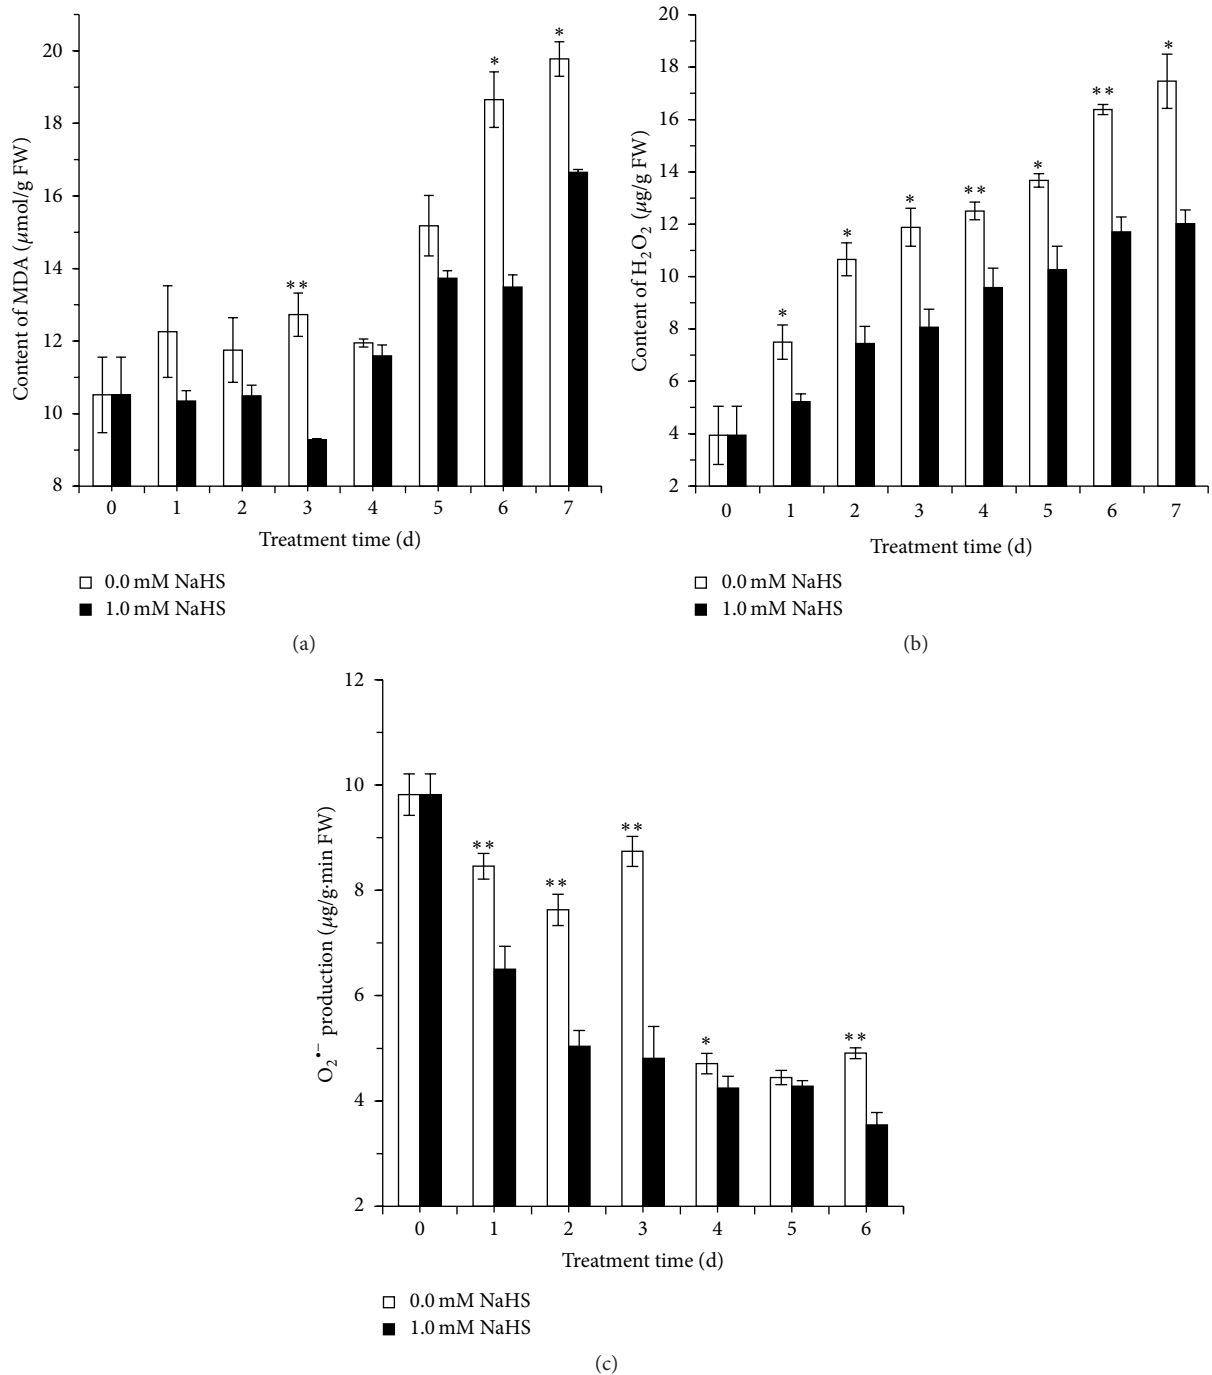 20
18
16
14
12
10
8
Content of MDA (μmol/g FW)
*
*
**
0 1 2 3 4 5 6 7
Treatment time (d)
0.0 mM NaHS
1.0 mM NaHS
(a)
20
18
16
14
12
10
8
6
4
2
Content of H₂O₂ (μg/g FW)
*
*
*
**
*
**
*
0 1 2 3 4 5 6 7
Treatment time (d)
0.0 mM NaHS
1.0 mM NaHS
(b)
12
10
8
6
4
2
O₂•− production (μg/g·min FW)
**
**
**
*
**
0 1 2 3 4 5 6
Treatment time (d)
0.0 mM NaHS
1.0 mM NaHS
(c)